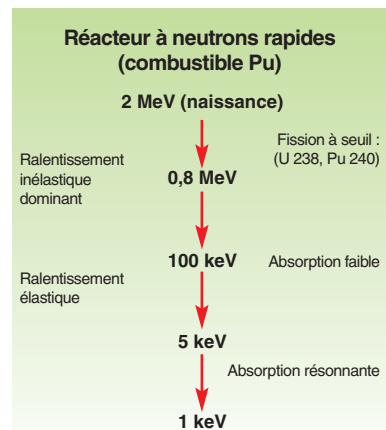 Réacteur à neutrons rapides
(combustible Pu)
2 MeV (naissance)
Fission à seuil :
(U 238, Pu 240)
Ralentissement
inélastique
dominant
0,8 MeV
100 keV
Absorption faible
Ralentissement
élastique
5 keV
Absorption résonnante
1 keV